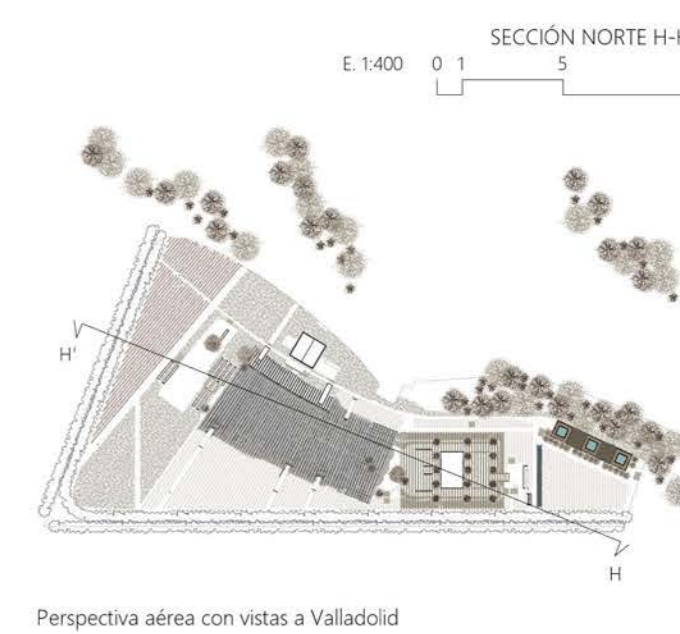 SECCIÓN NORTE H-H
E. 1:400 0 1 5
H'
H
Perspectiva aérea con vistas a Valladolid